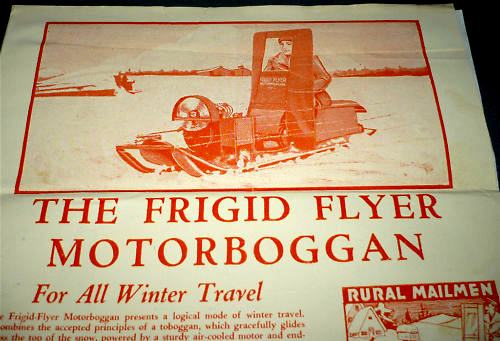 FRIGID FLYER
THE FRIGID FLYER
MOTORBOGGAN
For All Winter Travel
Frigid-Flyer Motorboggan presents a logical mode of winter travel.
combines the accepted principles of a toboggan, which gracefully glides
the top of the snow, powered by a sturdy air-cooled motor and end-
RURAL MAILMEN